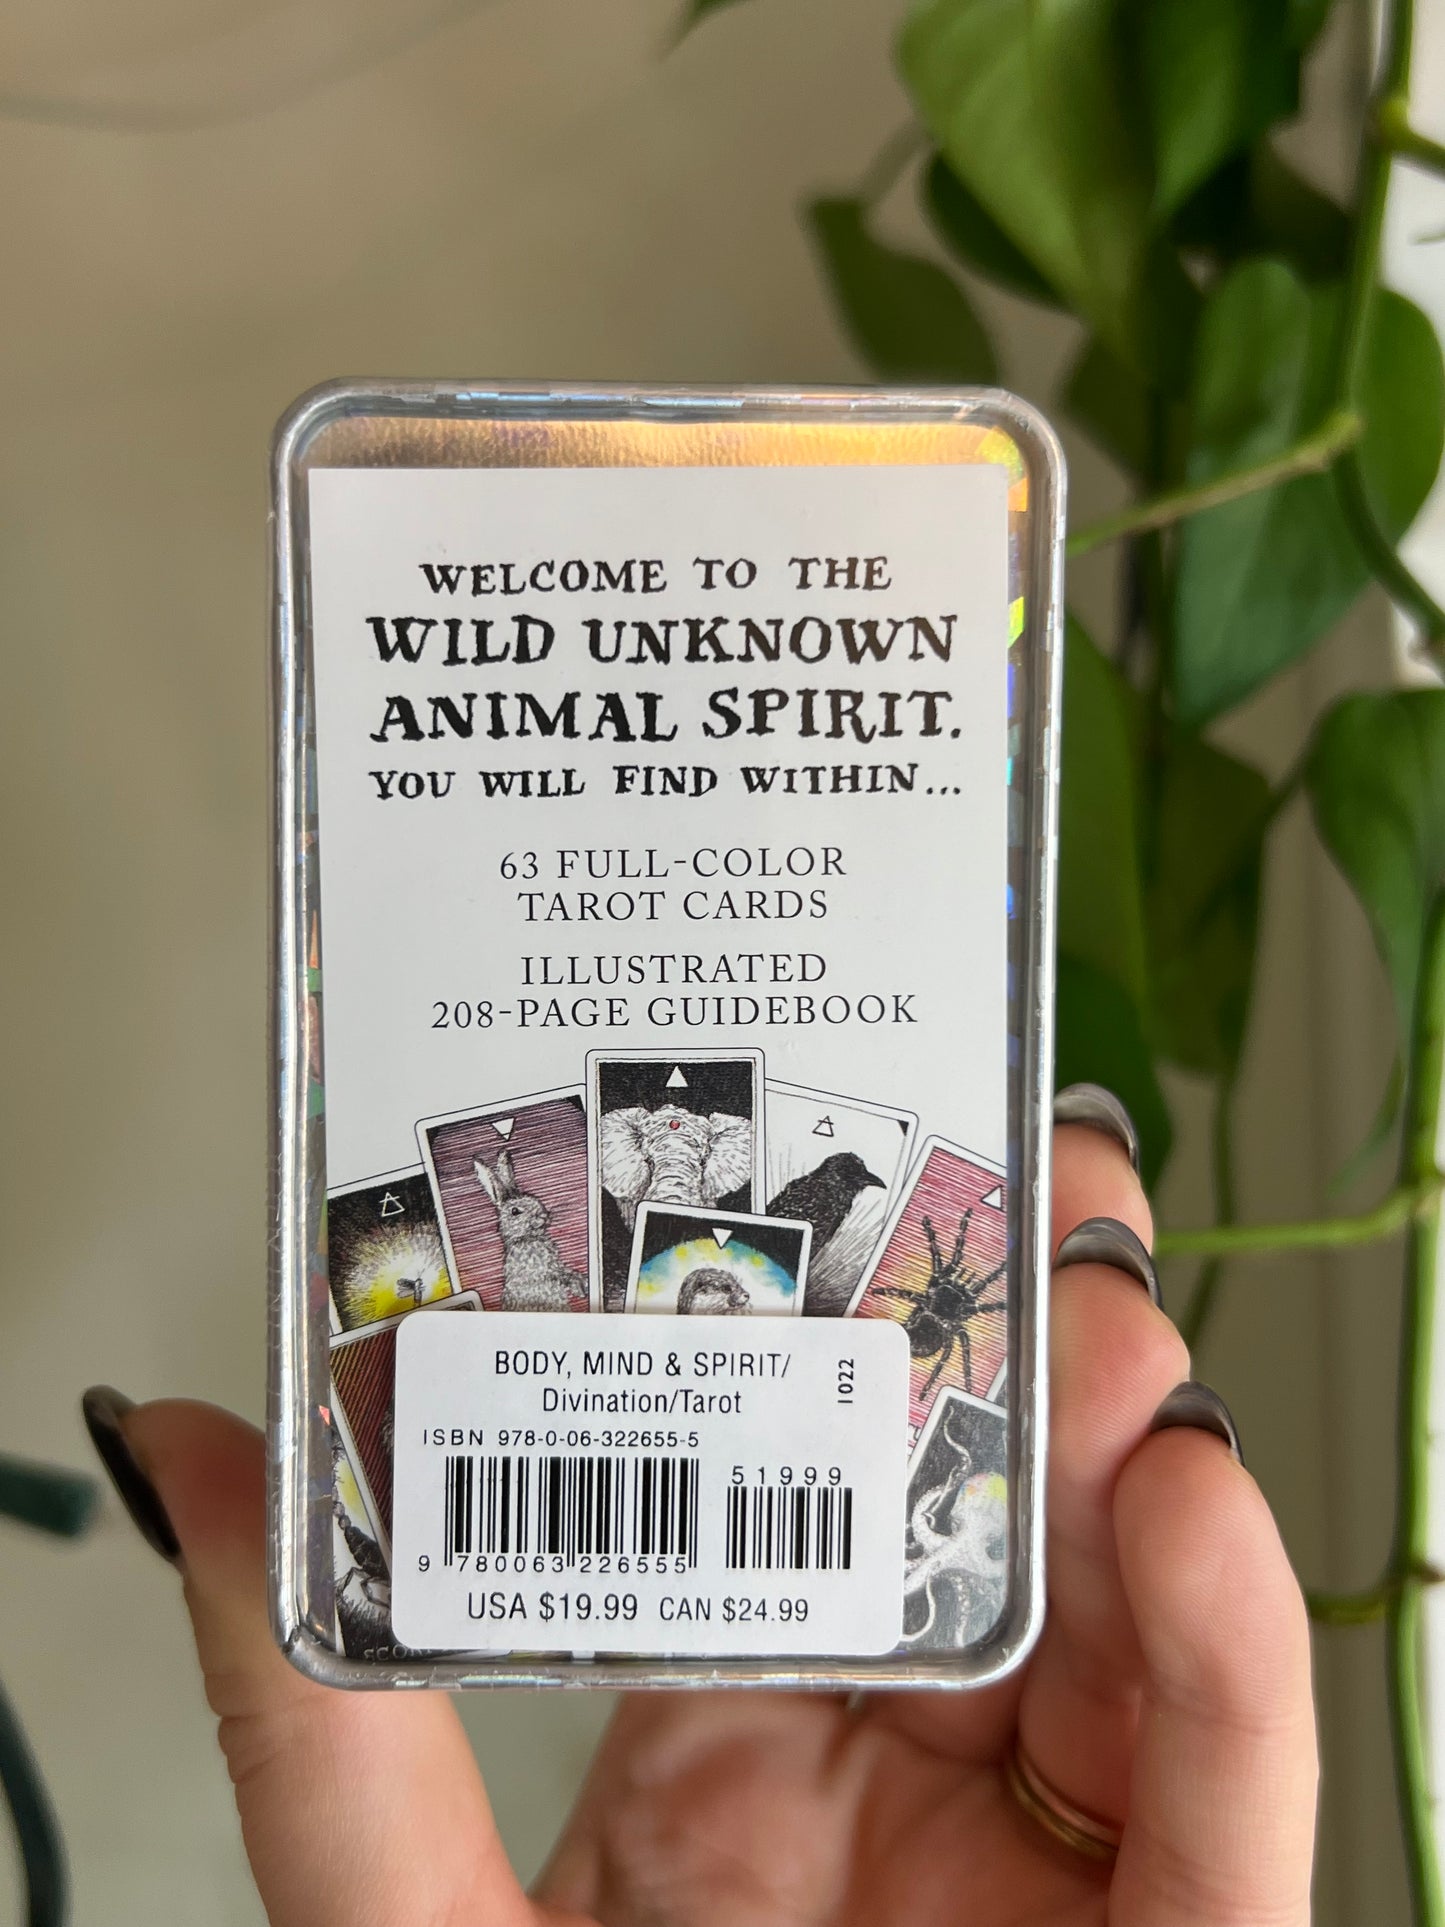 WELCOME TO THE
WILD UNKNOWN
ANIMAL SPIRIT.
YOU WILL FIND WITHIN...
63 FULL-COLOR
TAROT CARDS
ILLUSTRATED
208-PAGE GUIDEBOOK
BODY, MIND & SPIRIT/
Divination/Tarot
1022
ISBN 978-0-06-322655-5
51999
9 780063 226555
USA $19.99 CAN $24.99